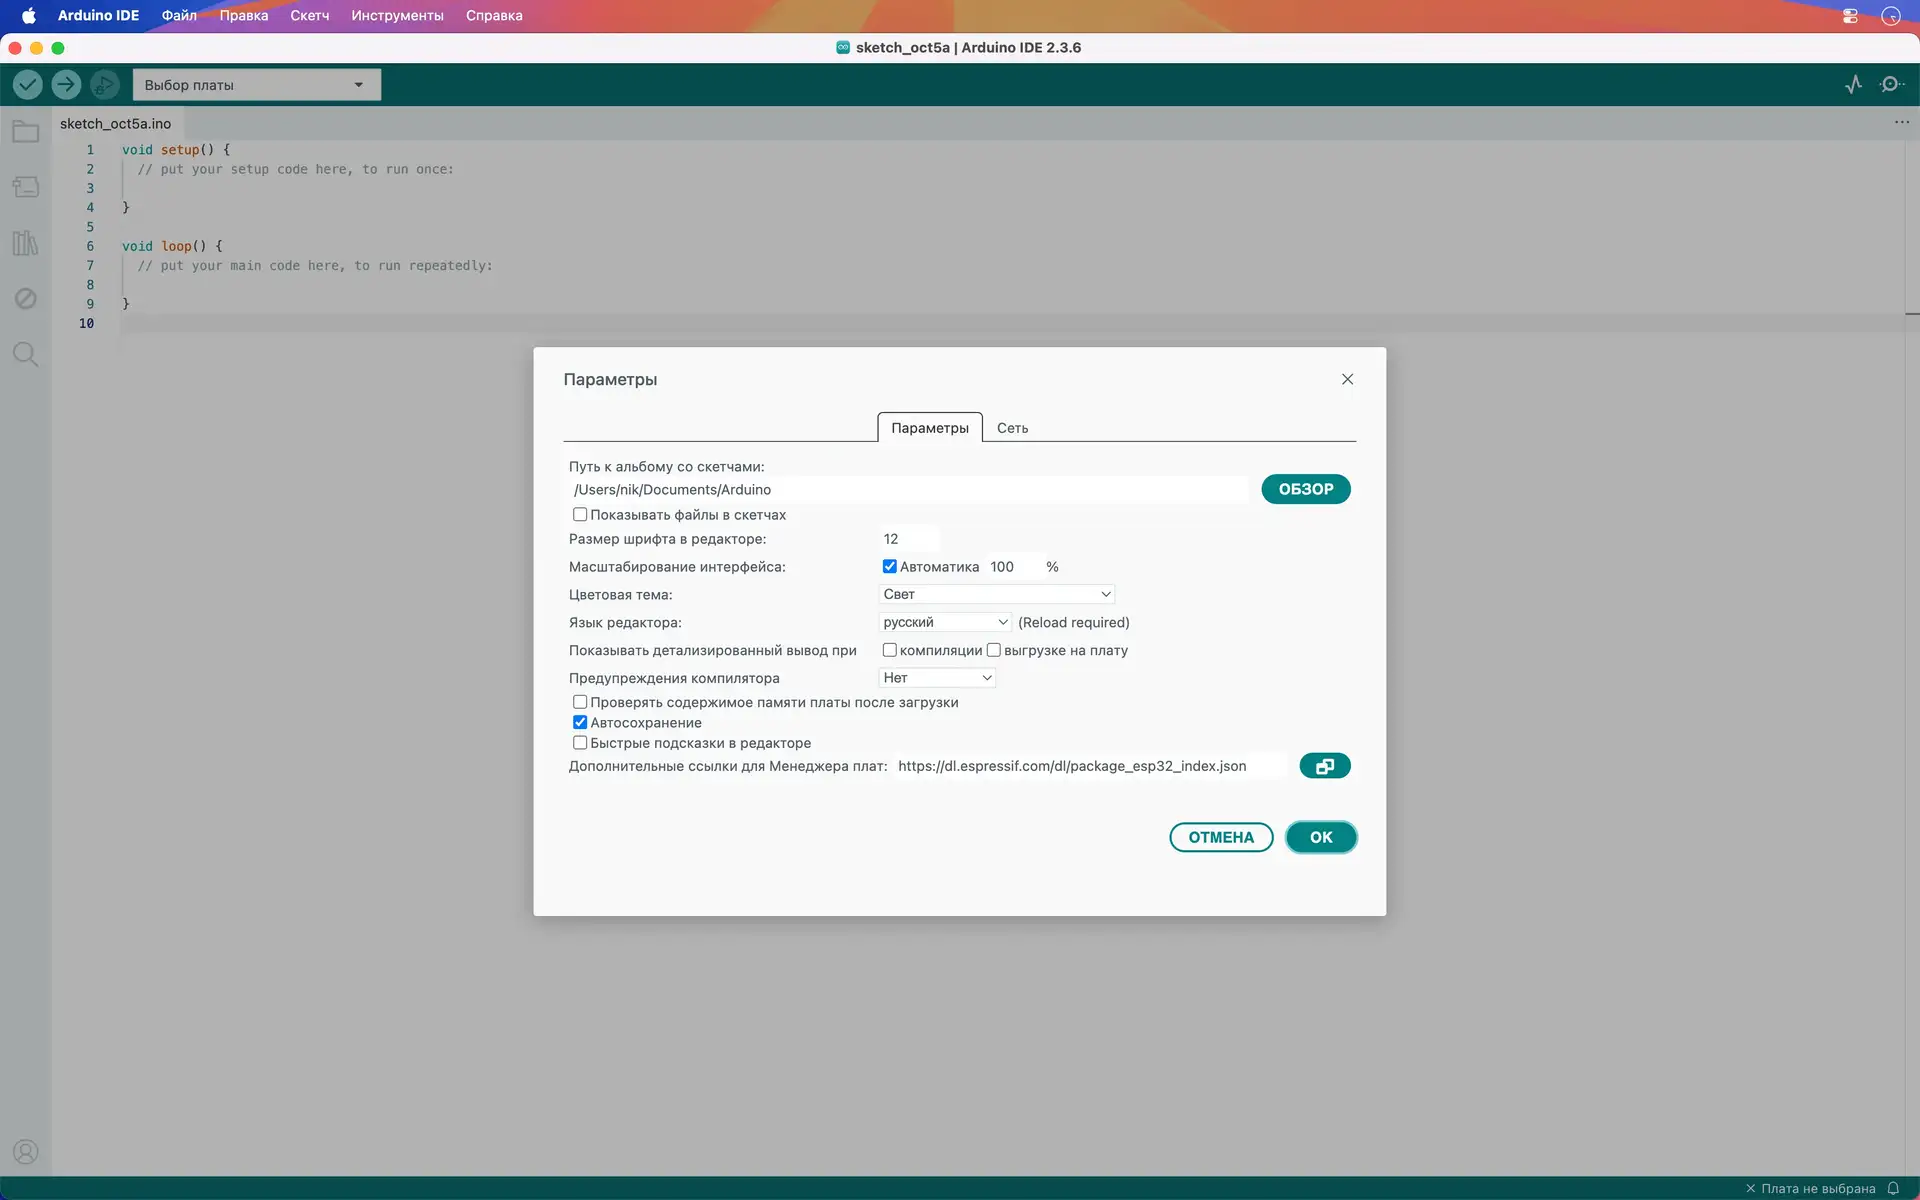 Arduino IDE Файл Правка Скетч Инструменты Справка
sketch_oct5a | Arduino IDE 2.3.6
Выбор платы
sketch_oct5a.ino
1 void setup() {
2 // put your setup code here, to run once:
3
4 }
5
6 void loop() {
7 // put your main code here, to run repeatedly:
8
9 }
10
Параметры
Параметры Сеть
Путь к альбому со скетчами:
/Users/nik/Documents/Arduino ОБЗОР
Показывать файлы в скетчах
Размер шрифта в редакторе: 12
Масштабирование интерфейса: Автоматика 100 %
Цветовая тема: Свет
Язык редактора: русский (Reload required)
Показывать детализированный вывод при компиляции выгрузке на плату
Предупреждения компилятора Нет
Проверять содержимое памяти платы после загрузки
Автосохранение
Быстрые подсказки в редакторе
Дополнительные ссылки для Менеджера плат: https://dl.espressif.com/dl/package_esp32_index.json
ОТМЕНА OK
Плата не выбрана